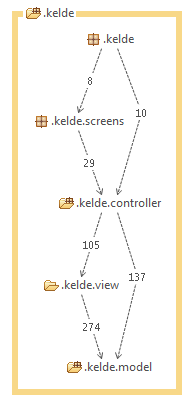 .kelde
.kelde
8
10
.kelde.screens
29
.kelde.controller
105
137
.kelde.view
274
.kelde.model